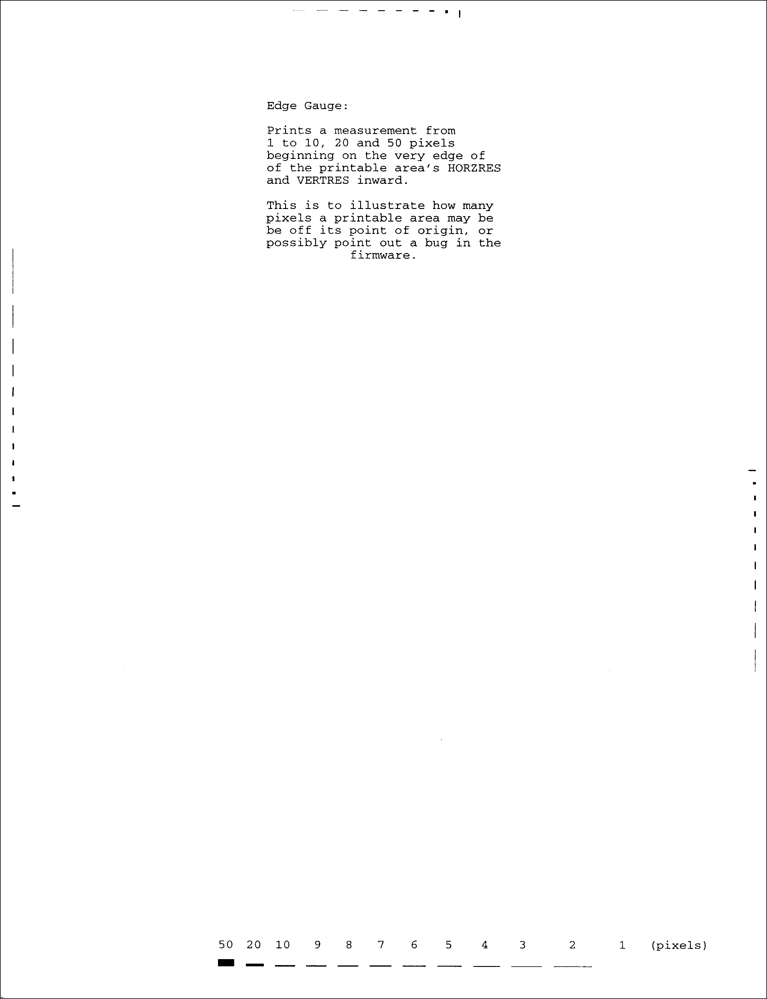 Edge Gauge:
Prints a measurement from
1 to 10, 20 and 50 pixels
beginning on the very edge of
of the printable area's HORZRES
and VERTRES inward.
This is to illustrate how many
pixels a printable area may be
be off its point of origin, or
possibly point out a bug in the
firmware.
50 20 10 9 8 7 6 5 4 3 2 1 (pixels)